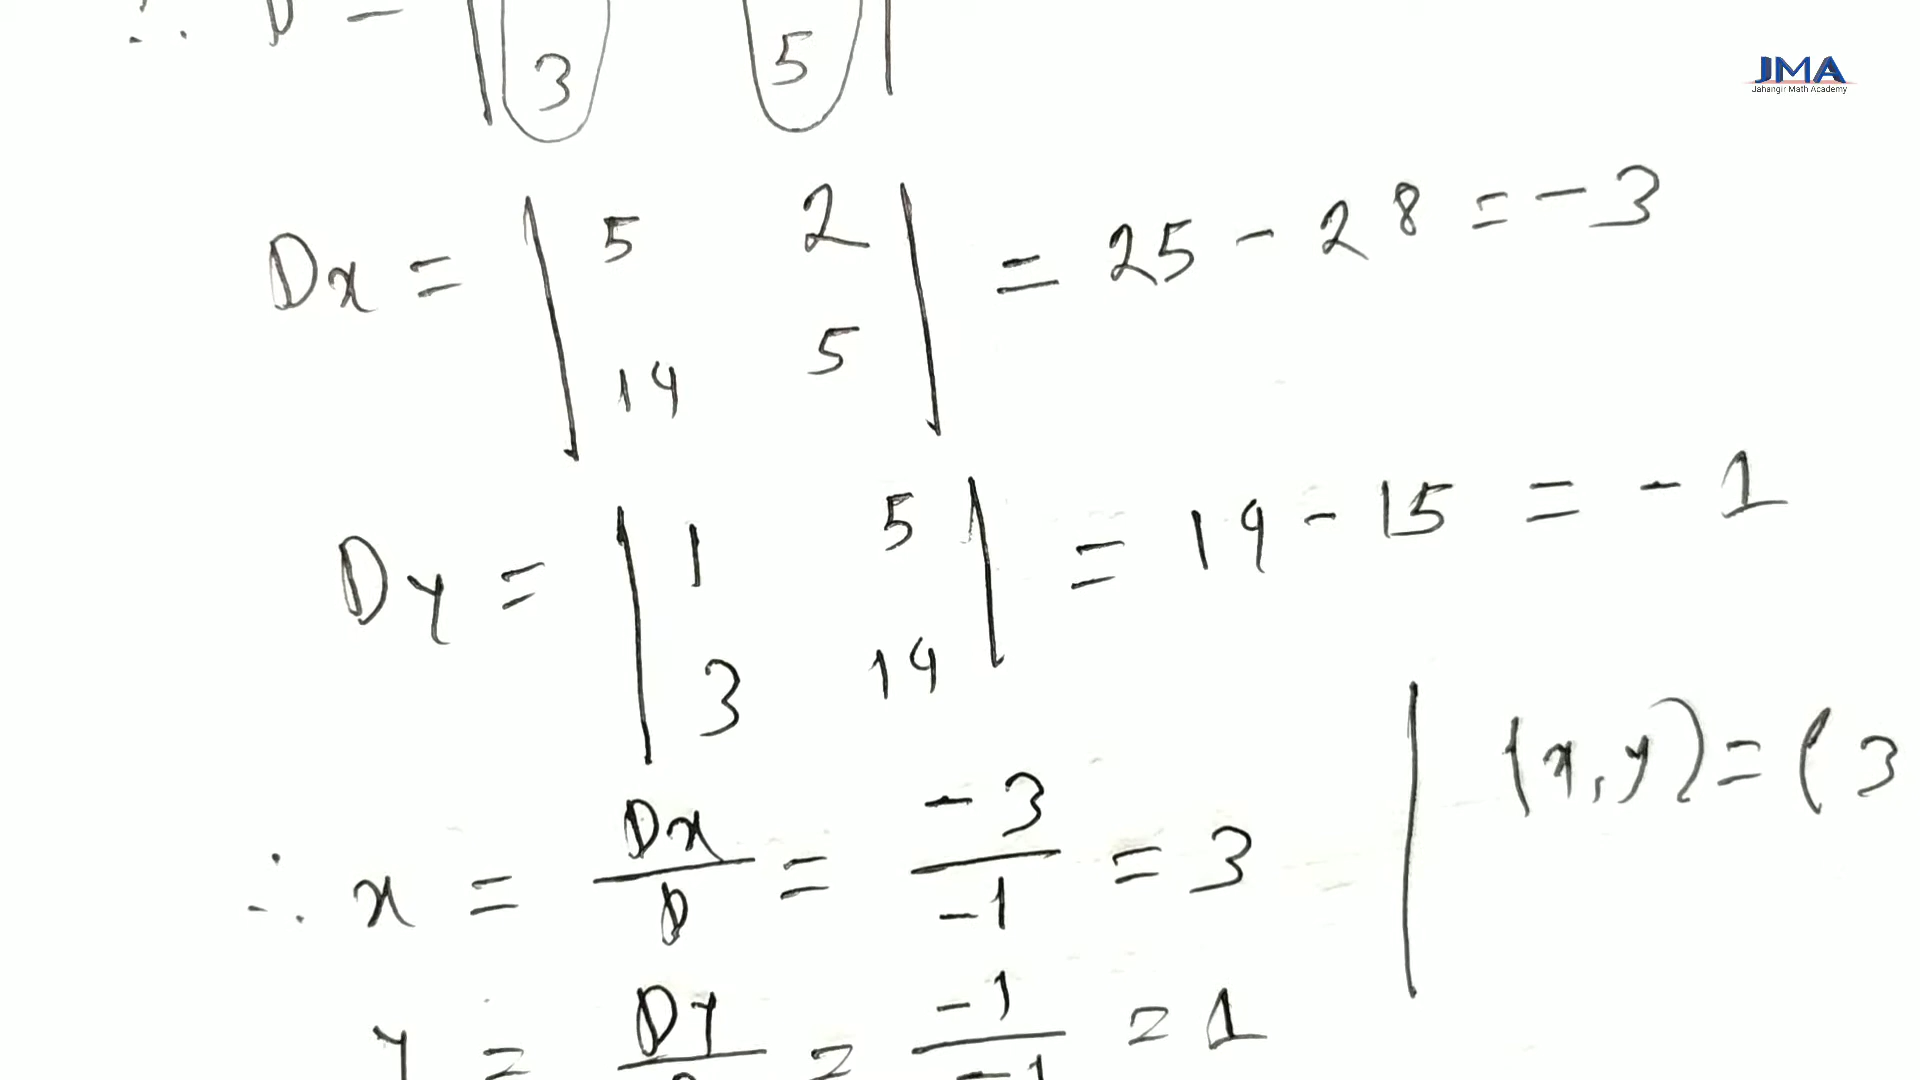 ∴ D =
3 5
JMA
Jahangir Math Academy
Dx = | 5 2 | = 25 - 28 = - 3
| 14 5 |
Dy = | 1 5 | = 14 - 15 = - 1
| 3 14 |
∴ x = Dx/D = -3/-1 = 3
(x,y) = (3
y = Dy/D = -1/-1 = 1